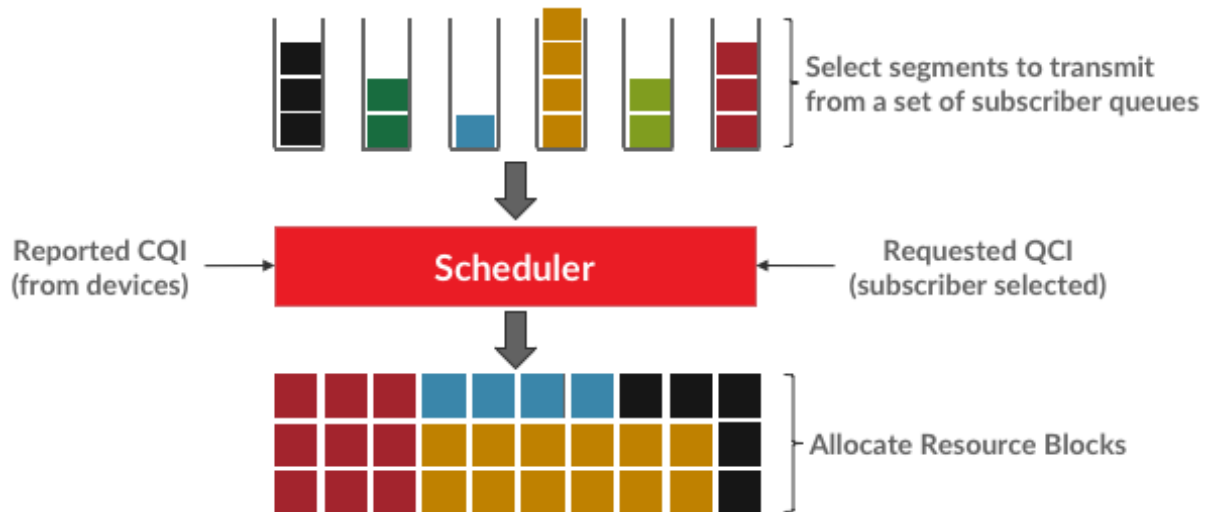 Select segments to transmit
from a set of subscriber queues
Reported CQI
(from devices)
Scheduler
Requested QCI
(subscriber selected)
Allocate Resource Blocks